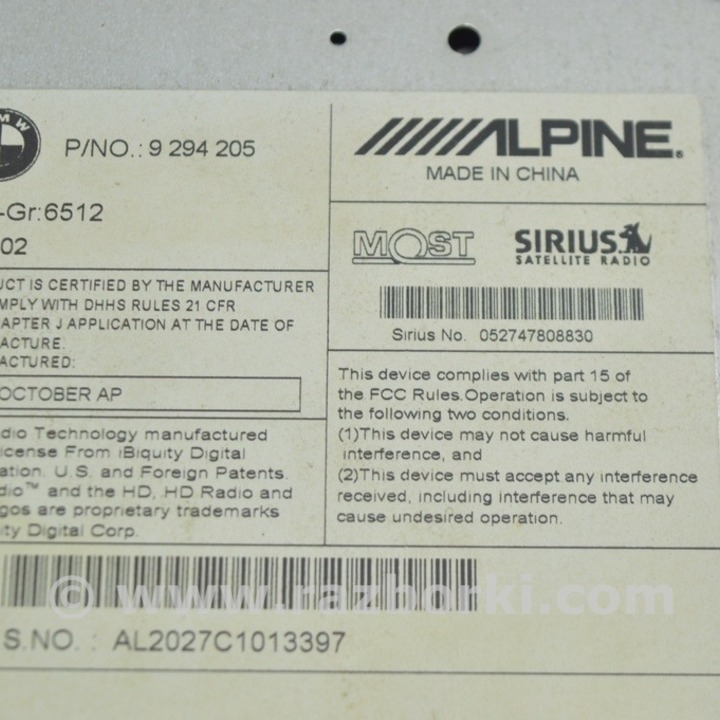 BMW
P/NO.: 9 294 205
-Gr:6512
02
UCT IS CERTIFIED BY THE MANUFACTURER
MPLY WITH DHHS RULES 21 CFR
APTER J APPLICATION AT THE DATE OF
ACTURE.
ACTURED:
OCTOBER AP
dio Technology manufactured
icense From iBiquity Digital
ation. U.S. and Foreign Patents.
dio™ and the HD, HD Radio and
gos are proprietary trademarks
ity Digital Corp.
ALPINE®
MADE IN CHINA
MOST
SIRIUS
SATELLITE RADIO
Sirius No. 052747808830
This device complies with part 15 of
the FCC Rules.Operation is subject to
the following two conditions.
(1)This device may not cause harmful
interference, and
(2)This device must accept any interference
received, including interference that may
cause undesired operation.
© www.razborki.com
S.NO. : AL2027C1013397